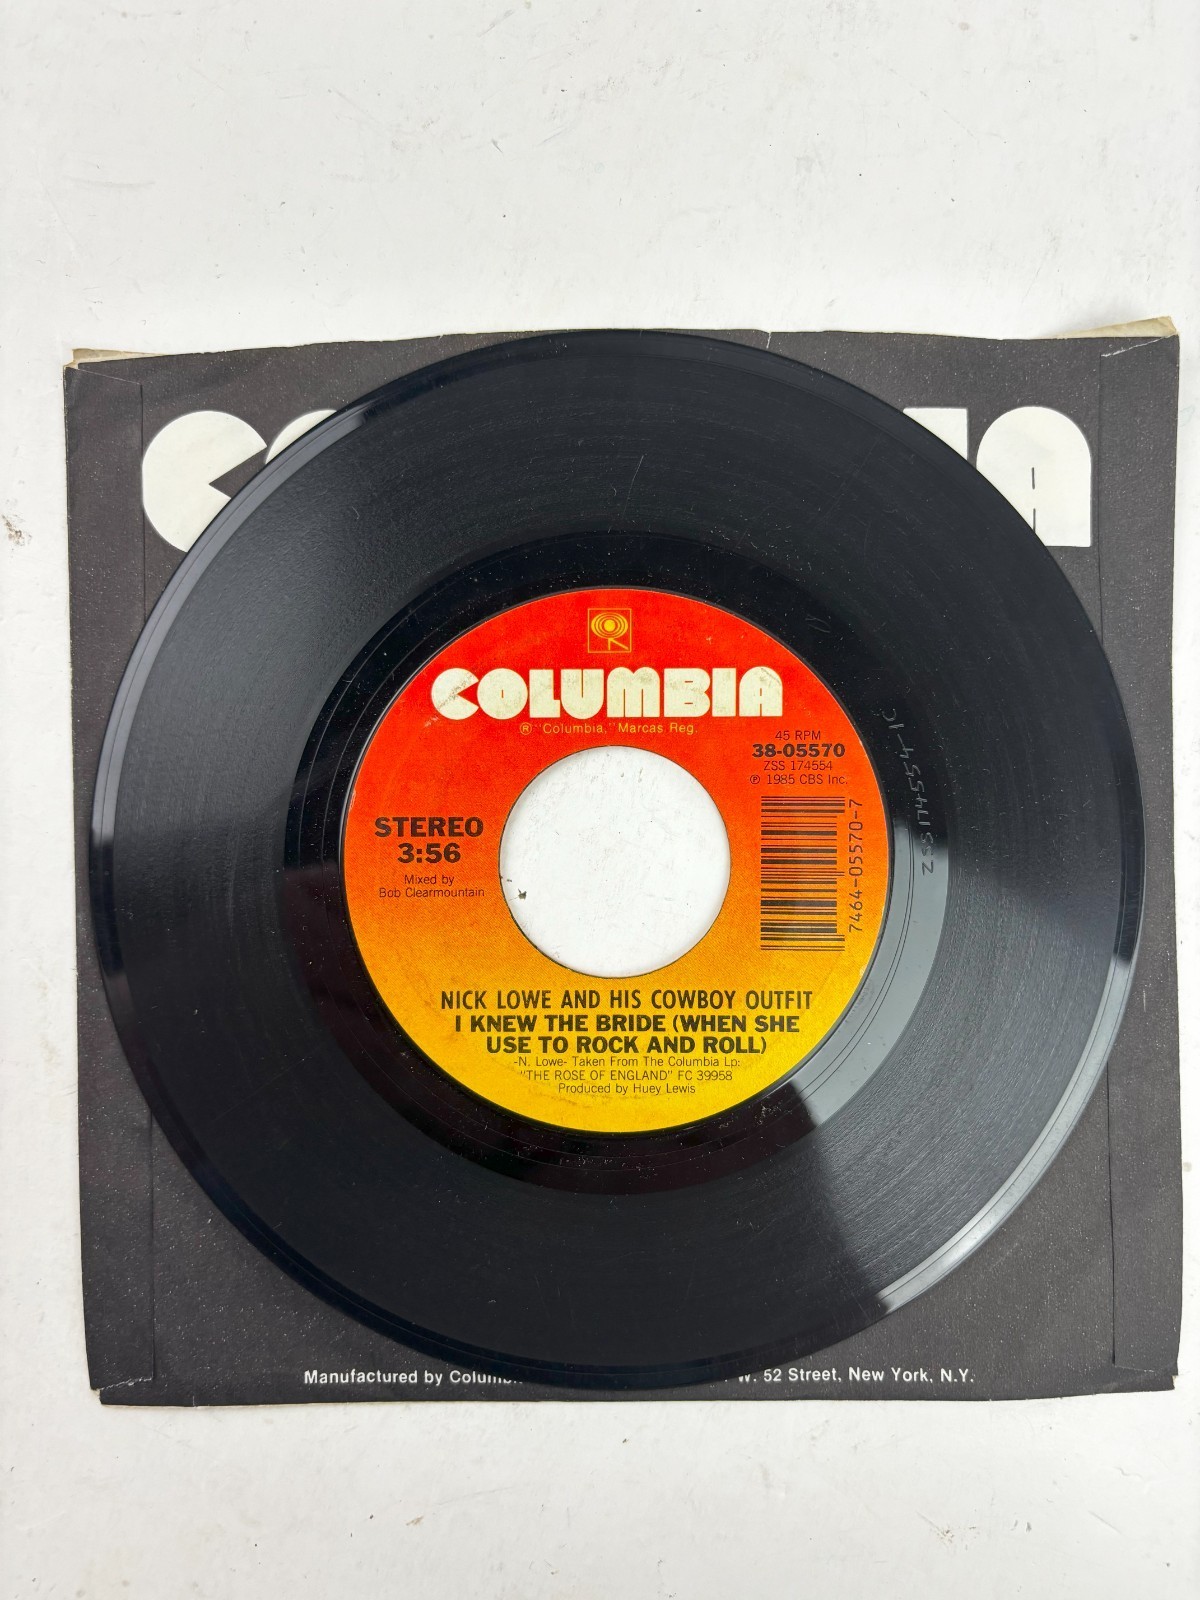 COLUMBIA
® "Columbia," Marcas Reg.
45 RPM
38-05570
ZSS 174554
℗ 1985 CBS Inc.
7464-05570-7
STEREO
3:56
Mixed by
Bob Clearmountain
NICK LOWE AND HIS COWBOY OUTFIT
I KNEW THE BRIDE (WHEN SHE
USE TO ROCK AND ROLL)
-N. Lowe- Taken From The Columbia Lp:
"THE ROSE OF ENGLAND" FC 39958
Produced by Huey Lewis
ZSS174554-1C
Manufactured by W. 52 Street, New York, N.Y.